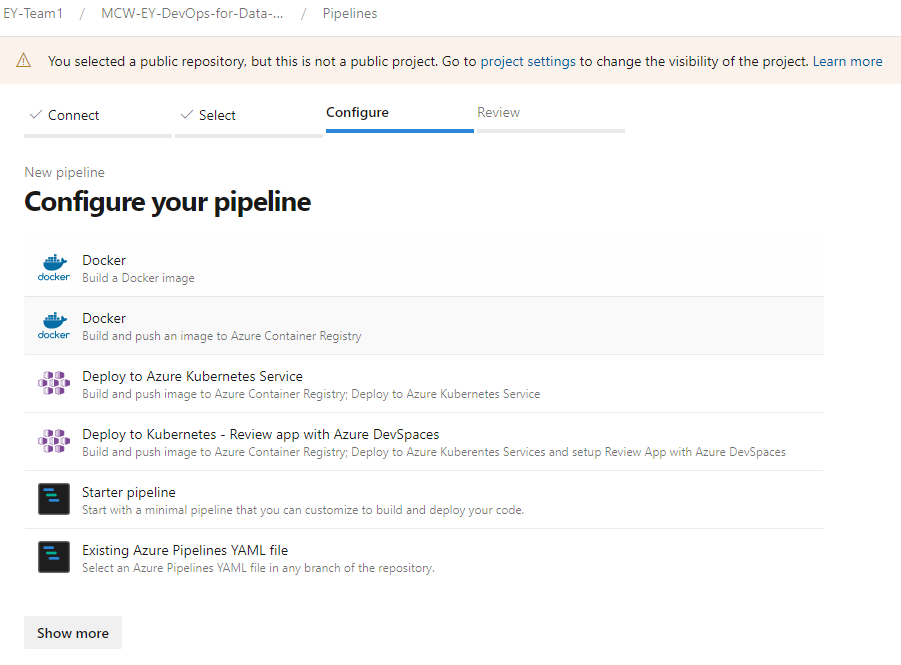 EY-Team1 / MCW-EY-DevOps-for-Data-... / Pipelines
You selected a public repository, but this is not a public project. Go to project settings to change the visibility of the project. Learn more
Connect Select Configure Review
New pipeline
Configure your pipeline
docker
Docker
Build a Docker image
docker
Docker
Build and push an image to Azure Container Registry
Deploy to Azure Kubernetes Service
Build and push image to Azure Container Registry; Deploy to Azure Kubernetes Service
Deploy to Kubernetes - Review app with Azure DevSpaces
Build and push image to Azure Container Registry; Deploy to Azure Kuberentes Services and setup Review App with Azure DevSpaces
Starter pipeline
Start with a minimal pipeline that you can customize to build and deploy your code.
Existing Azure Pipelines YAML file
Select an Azure Pipelines YAML file in any branch of the repository.
Show more